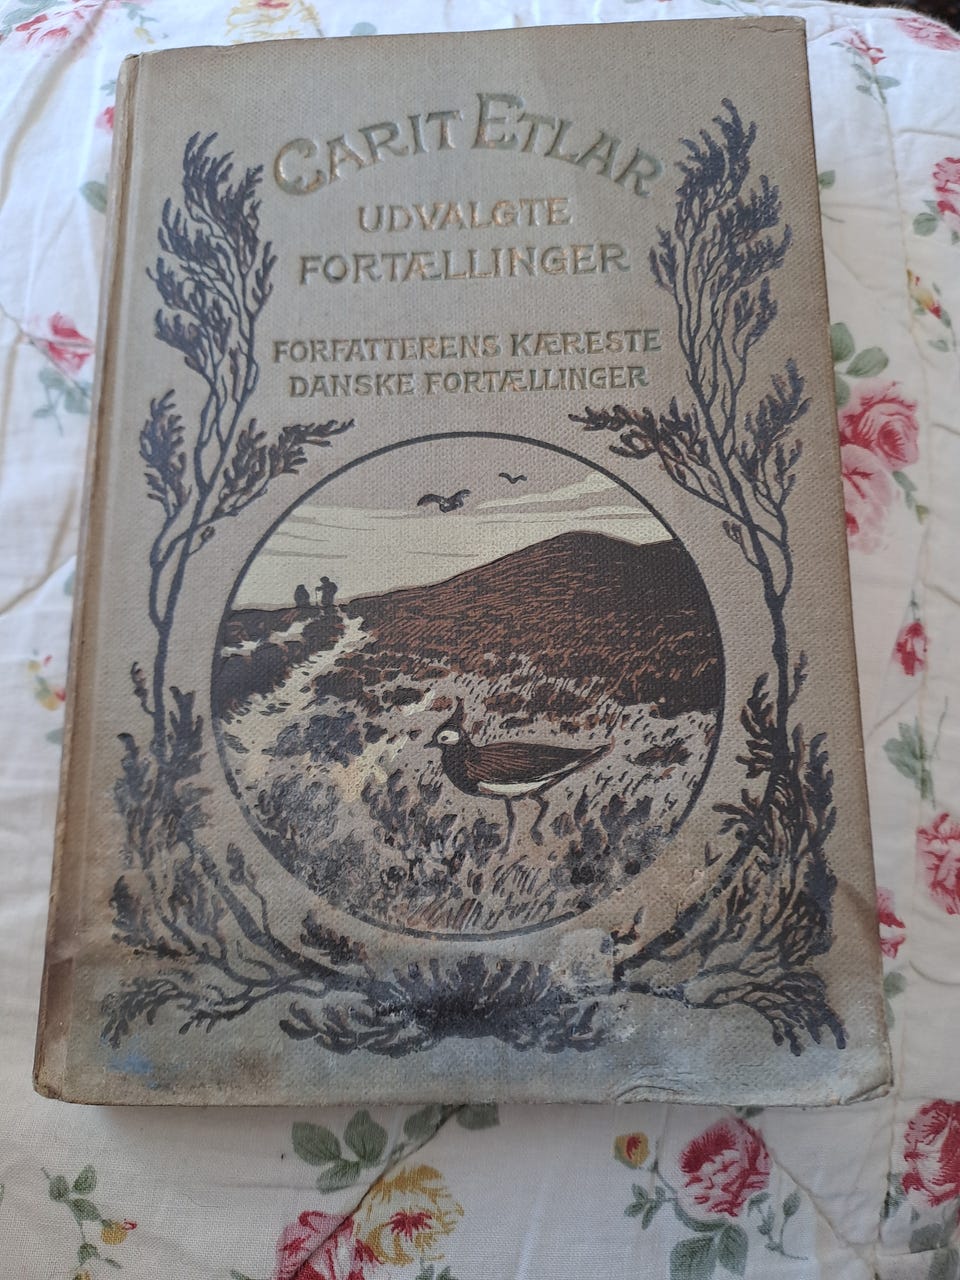 CARIT ETLAR
UDVALGTE
FORTÆLLINGER
FORFATTERENS KÆRESTE
DANSKE FORTÆLLINGER